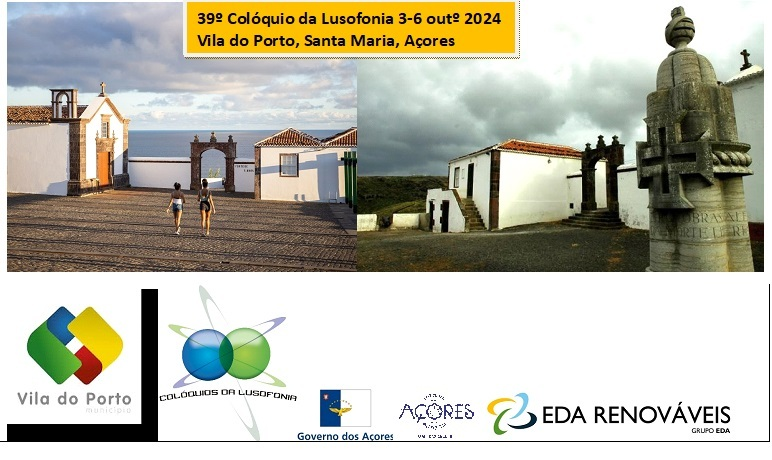 39º Colóquio da Lusofonia 3-6 outº 2024
Vila do Porto, Santa Maria, Açores
Vila do Porto
município
COLÓQUIOS DA LUSOFONIA
Governo dos Açores
AÇORES
EDA RENOVÁVEIS
GRUPO EDA